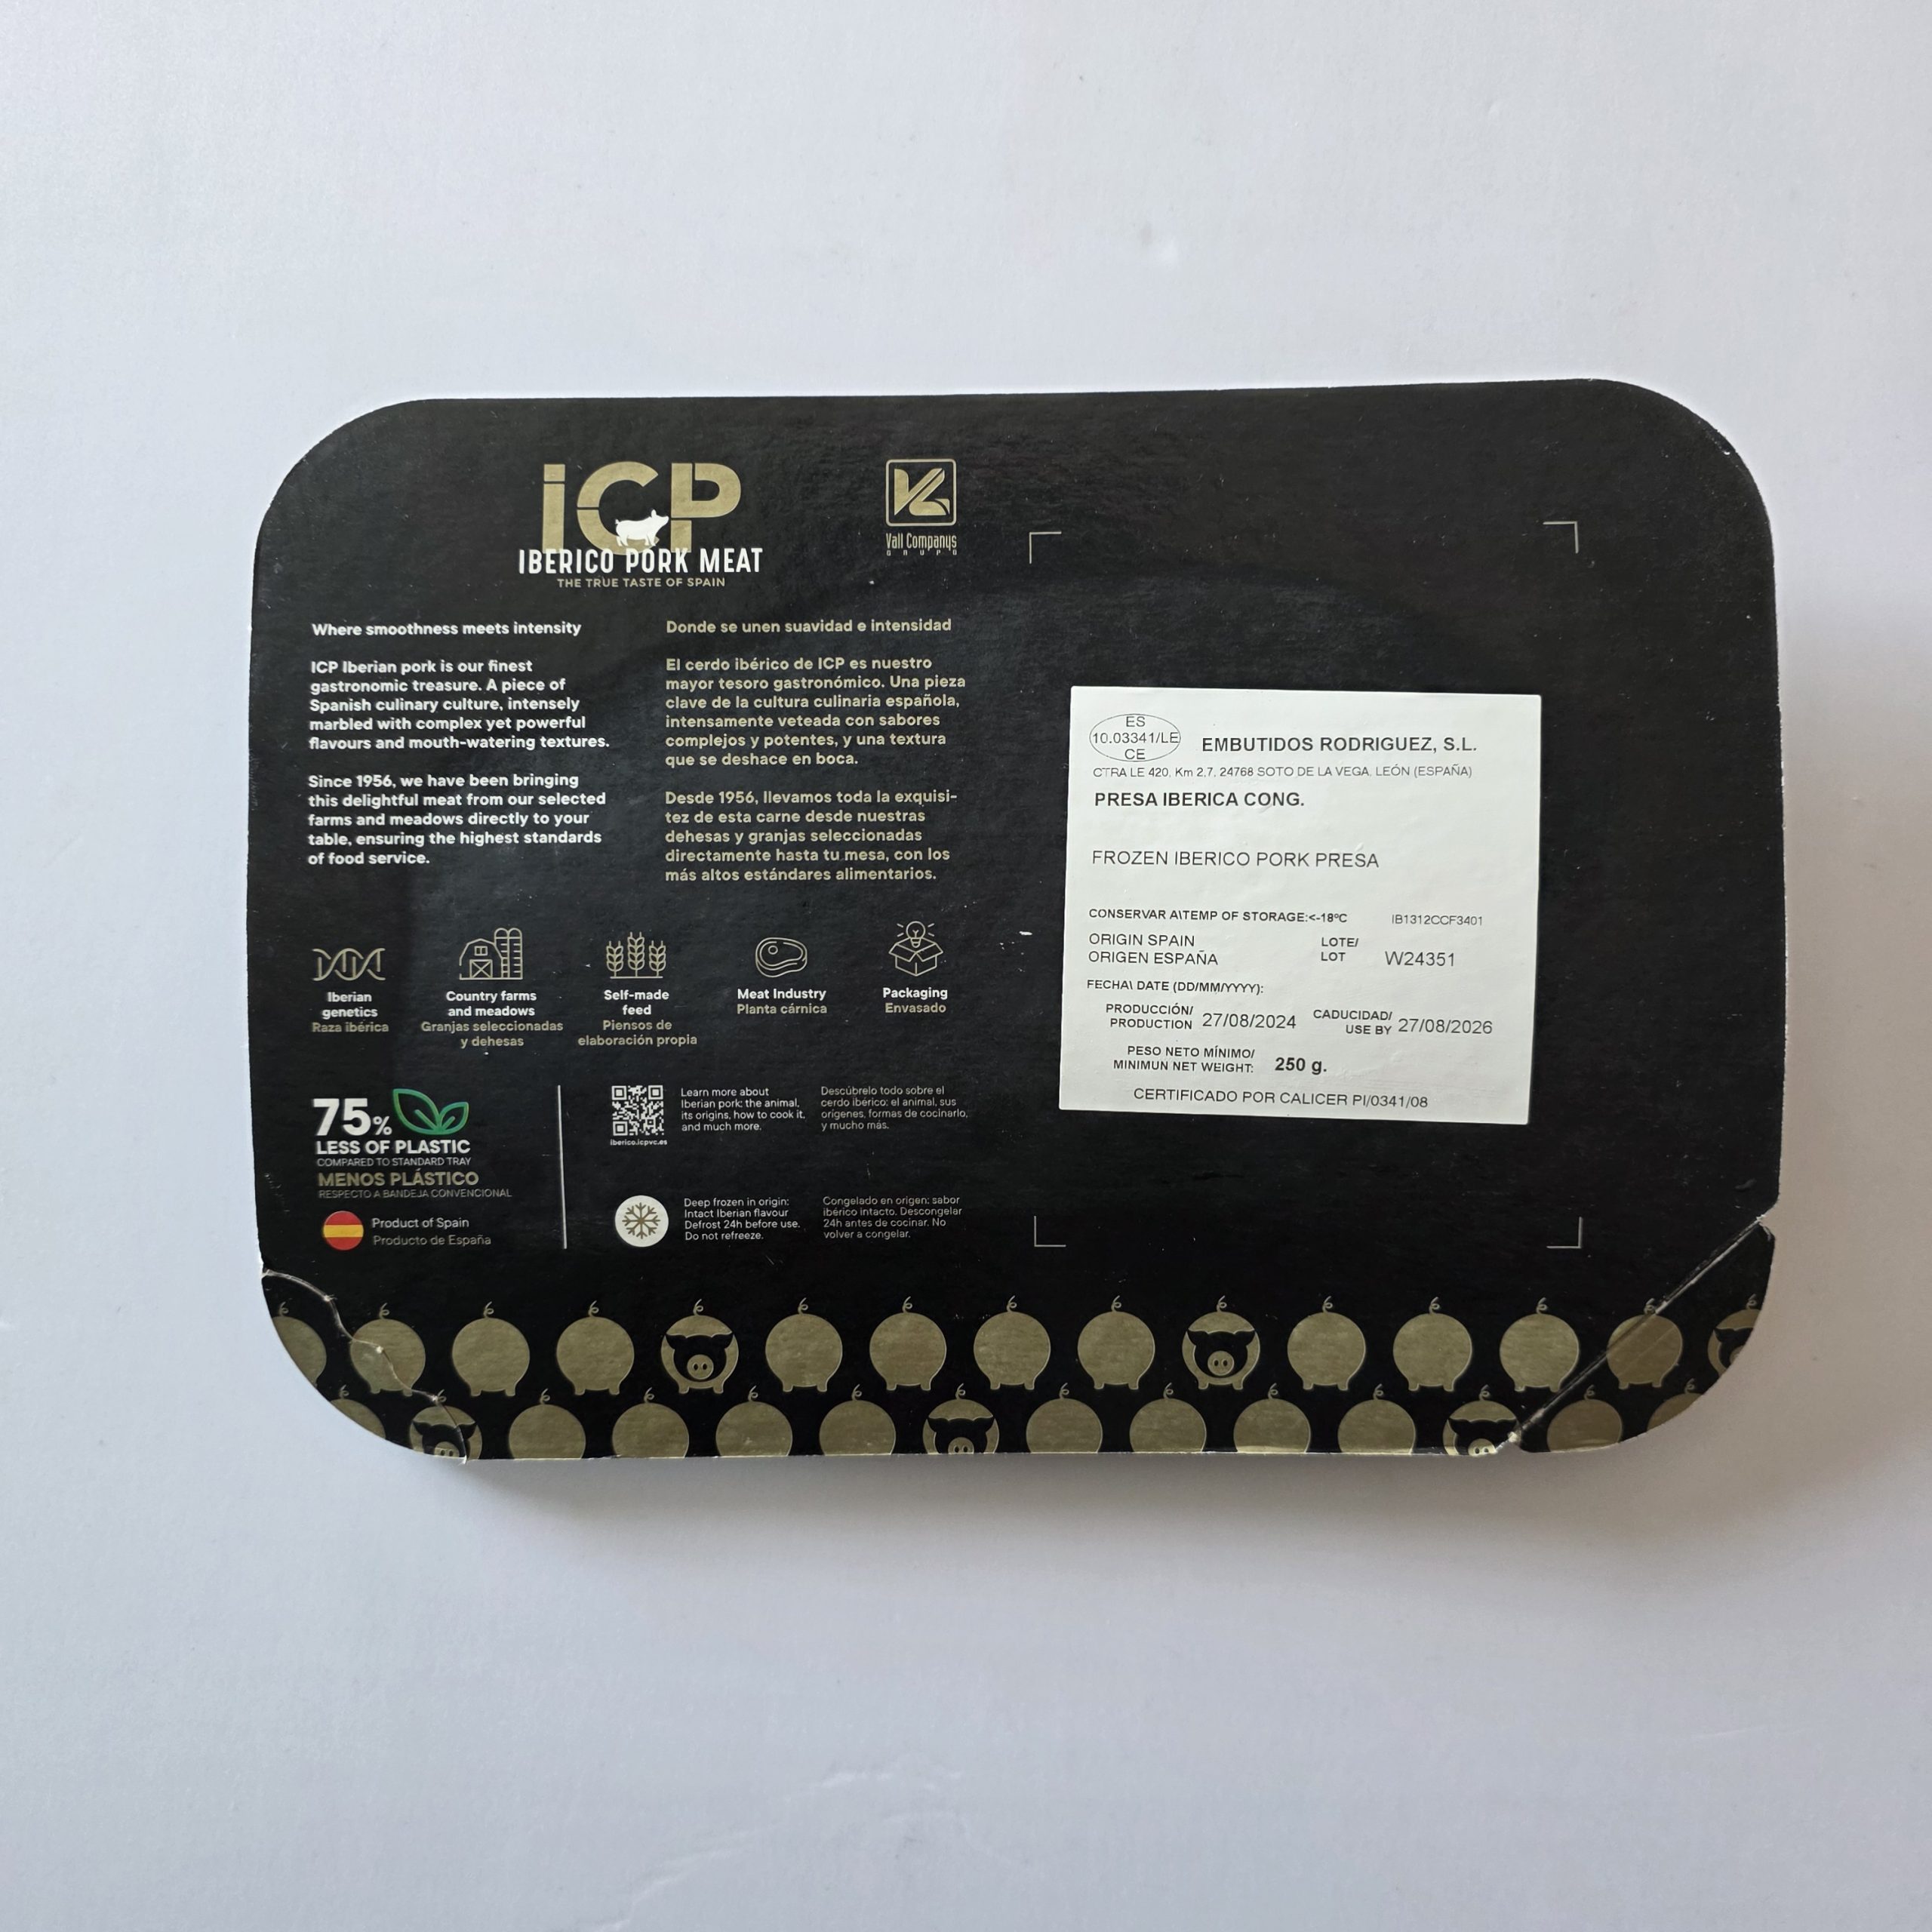 iCP
IBERICO PORK MEAT
THE TRUE TASTE OF SPAIN
Vall Companys
GRUPO
Where smoothness meets intensity
ICP Iberian pork is our finest
gastronomic treasure. A piece of
Spanish culinary culture, intensely
marbled with complex yet powerful
flavours and mouth-watering textures.
Since 1956, we have been bringing
this delightful meat from our selected
farms and meadows directly to your
table, ensuring the highest standards
of food service.
Donde se unen suavidad e intensidad
El cerdo ibérico de ICP es nuestro
mayor tesoro gastronómico. Una pieza
clave de la cultura culinaria española,
intensamente veteada con sabores
complejos y potentes, y una textura
que se deshace en boca.
Desde 1956, llevamos toda la exquisi-
tez de esta carne desde nuestras
dehesas y granjas seleccionadas
directamente hasta tu mesa, con los
más altos estándares alimentarios.
Iberian
genetics
Raza ibérica
Country farms
and meadows
Granjas seleccionadas
y dehesas
Self-made
feed
Piensos de
elaboración propia
Meat Industry
Planta cárnica
Packaging
Envasado
75%
LESS OF PLASTIC
COMPARED TO STANDARD TRAY
MENOS PLÁSTICO
RESPECTO A BANDEJA CONVENCIONAL
Product of Spain
Producto de España
iberico.icpvc.es
Learn more about
Iberian pork: the animal,
its origins, how to cook it,
and much more.
Descúbrelo todo sobre el
cerdo ibérico: el animal, sus
orígenes, formas de cocinarlo,
y mucho más.
Deep frozen in origin:
Intact Iberian flavour
Defrost 24h before use.
Do not refreeze.
Congelado en origen: sabor
ibérico intacto. Descongelar
24h antes de cocinar. No
volver a congelar.
ES
10.03341/LE
CE
EMBUTIDOS RODRIGUEZ, S.L.
CTRA LE 420, Km 2,7. 24768 SOTO DE LA VEGA. LEÓN (ESPAÑA)
PRESA IBERICA CONG.
FROZEN IBERICO PORK PRESA
CONSERVAR A\TEMP OF STORAGE:<-18ºC IB1312CCF3401
ORIGIN SPAIN
ORIGEN ESPAÑA
LOTE/
LOT W24351
FECHA\ DATE (DD/MM/YYYY):
PRODUCCIÓN/
PRODUCTION 27/08/2024
CADUCIDAD/
USE BY 27/08/2026
PESO NETO MÍNIMO/
MINIMUN NET WEIGHT: 250 g.
CERTIFICADO POR CALICER PI/0341/08